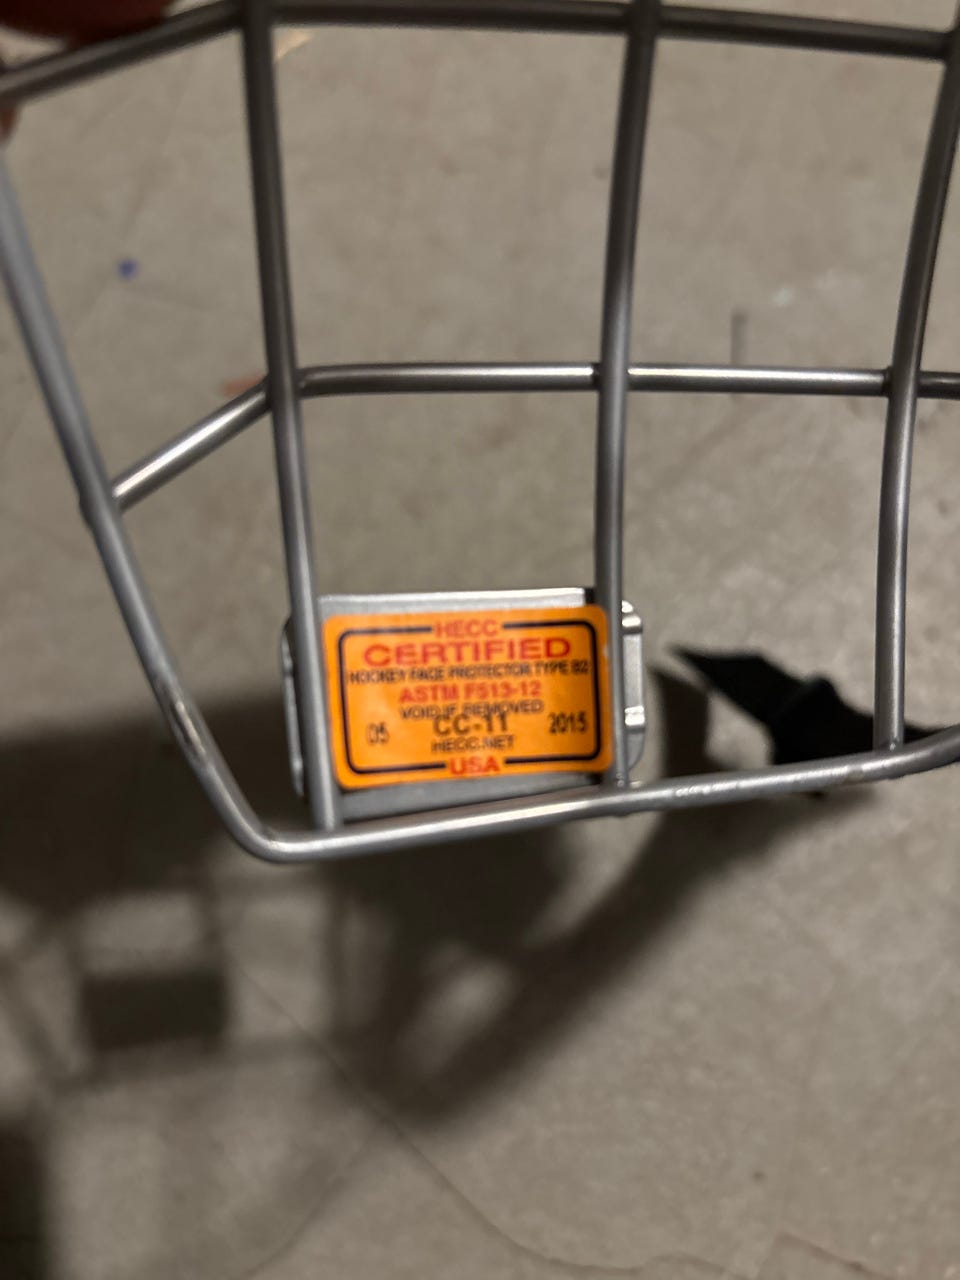 HECC
CERTIFIED
HOCKEY FACE PROTECTOR TYPE B2
ASTM F513-12
VOID IF REMOVED
05 CC-11 2015
HECC.NET
USA